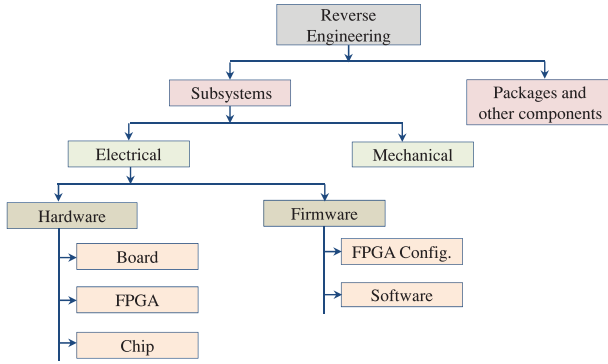 Reverse
Engineering
Subsystems
Packages and
other components
Electrical
Mechanical
Hardware
Firmware
Board
FPGA Config.
FPGA
Software
Chip